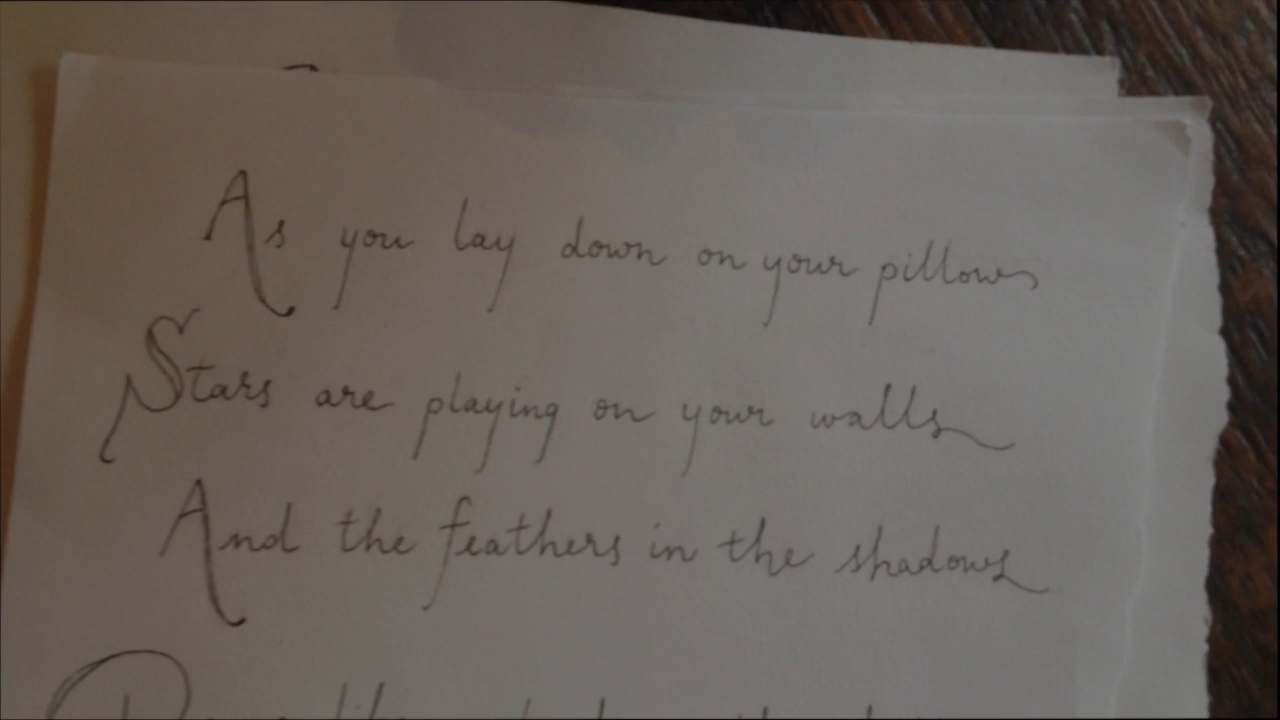 As you lay down on your pillows
Stars are playing on your walls
And the feathers in the shadows